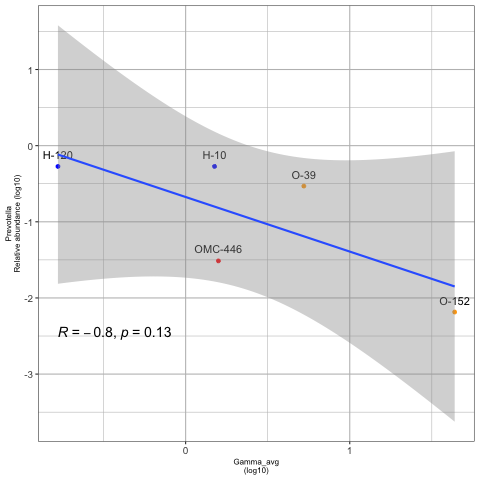 1
0
-1
-2
-3
Prevotella
Relative abundance (log10)
H-120
H-10
O-39
OMC-446
O-152
R = −0.8, p = 0.13
0
1
Gamma_avg
(log10)